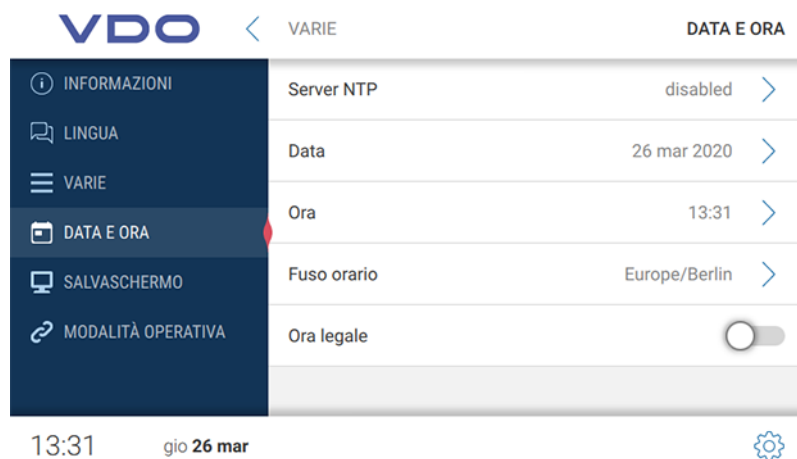 VDO
VARIE
DATA E ORA
INFORMAZIONI
LINGUA
VARIE
DATA E ORA
SALVASCHERMO
MODALITÀ OPERATIVA
Server NTP disabled
Data 26 mar 2020
Ora 13:31
Fuso orario Europe/Berlin
Ora legale
13:31 gio 26 mar